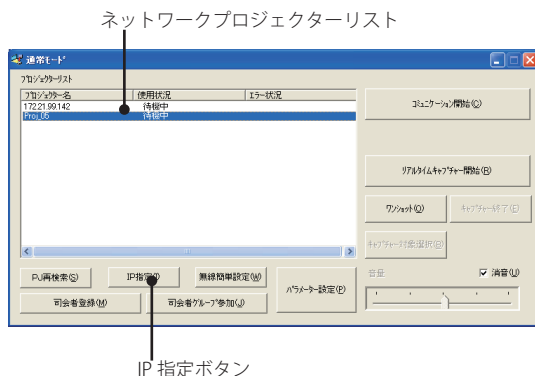 ネットワークプロジェクターリスト
通常モード
プロジェクターリスト
プロジェクター名 使用状況 エラー状況
172.21.99.142 待機中
Proj_05 待機中
コミュニケーション開始(C)
リアルタイムキャプチャー開始(R)
ワンショット(O) キャプチャー終了(E)
キャプチャー対象選択(B)
PJ再検索(S) IP指定(I) 無線簡単設定(W) パラメーター設定(P) 音量 消音(U)
司会者登録(M) 司会者グループ参加(J)
IP 指定ボタン